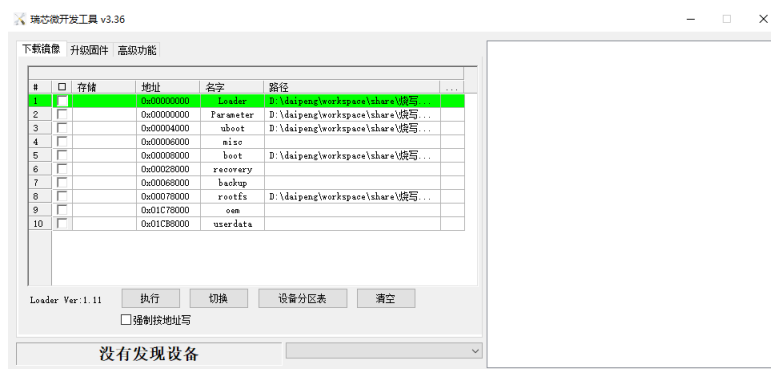 瑞芯微开发工具 v3.36
下载镜像 升级固件 高级功能
# 存储 地址 名字 路径 ...
1 0x00000000 Loader D:\daipeng\workspace\share\烧写...
2 0x00000000 Parameter D:\daipeng\workspace\share\烧写...
3 0x00004000 uboot D:\daipeng\workspace\share\烧写...
4 0x00006000 misc
5 0x00008000 boot D:\daipeng\workspace\share\烧写...
6 0x00028000 recovery
7 0x00068000 backup
8 0x00078000 rootfs D:\daipeng\workspace\share\烧写...
9 0x01C78000 oem
10 0x01CB8000 userdata
Loader Ver:1.11 执行 切换 设备分区表 清空
强制按地址写
没有发现设备